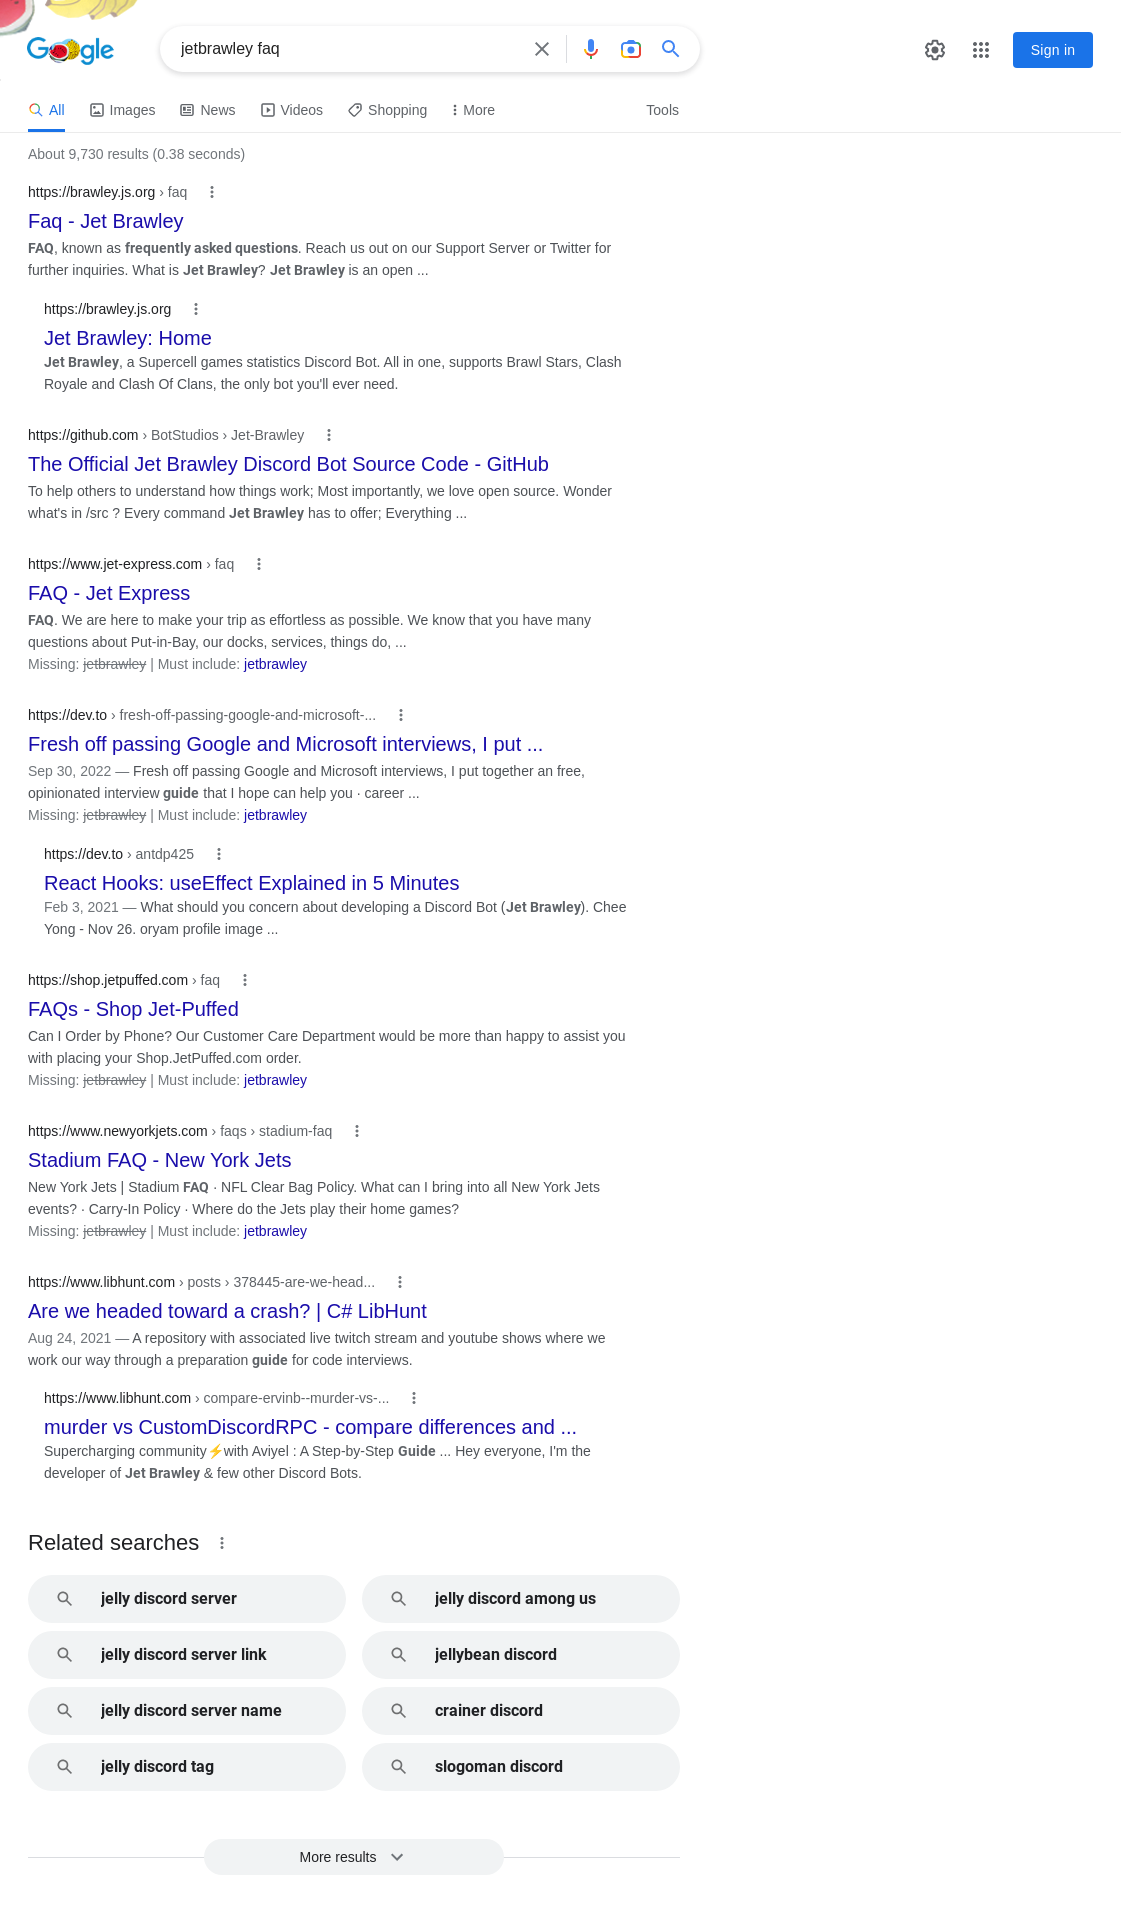 Google
jetbrawley faq
Sign in
All Images News Videos Shopping More Tools
About 9,730 results (0.38 seconds)
https://brawley.js.org › faq
Faq - Jet Brawley
FAQ, known as frequently asked questions. Reach us out on our Support Server or Twitter for
further inquiries. What is Jet Brawley? Jet Brawley is an open ...
https://brawley.js.org
Jet Brawley: Home
Jet Brawley, a Supercell games statistics Discord Bot. All in one, supports Brawl Stars, Clash
Royale and Clash Of Clans, the only bot you'll ever need.
https://github.com › BotStudios › Jet-Brawley
The Official Jet Brawley Discord Bot Source Code - GitHub
To help others to understand how things work; Most importantly, we love open source. Wonder
what's in /src ? Every command Jet Brawley has to offer; Everything ...
https://www.jet-express.com › faq
FAQ - Jet Express
FAQ. We are here to make your trip as effortless as possible. We know that you have many
questions about Put-in-Bay, our docks, services, things do, ...
Missing: jetbrawley | Must include: jetbrawley
https://dev.to › fresh-off-passing-google-and-microsoft-...
Fresh off passing Google and Microsoft interviews, I put ...
Sep 30, 2022 — Fresh off passing Google and Microsoft interviews, I put together an free,
opinionated interview guide that I hope can help you · career ...
Missing: jetbrawley | Must include: jetbrawley
https://dev.to › antdp425
React Hooks: useEffect Explained in 5 Minutes
Feb 3, 2021 — What should you concern about developing a Discord Bot (Jet Brawley). Chee
Yong - Nov 26. oryam profile image ...
https://shop.jetpuffed.com › faq
FAQs - Shop Jet-Puffed
Can I Order by Phone? Our Customer Care Department would be more than happy to assist you
with placing your Shop.JetPuffed.com order.
Missing: jetbrawley | Must include: jetbrawley
https://www.newyorkjets.com › faqs › stadium-faq
Stadium FAQ - New York Jets
New York Jets | Stadium FAQ · NFL Clear Bag Policy. What can I bring into all New York Jets
events? · Carry-In Policy · Where do the Jets play their home games?
Missing: jetbrawley | Must include: jetbrawley
https://www.libhunt.com › posts › 378445-are-we-head...
Are we headed toward a crash? | C# LibHunt
Aug 24, 2021 — A repository with associated live twitch stream and youtube shows where we
work our way through a preparation guide for code interviews.
https://www.libhunt.com › compare-ervinb--murder-vs-...
murder vs CustomDiscordRPC - compare differences and ...
Supercharging community⚡with Aviyel : A Step-by-Step Guide ... Hey everyone, I'm the
developer of Jet Brawley & few other Discord Bots.
Related searches
jelly discord server
jelly discord among us
jelly discord server link
jellybean discord
jelly discord server name
crainer discord
jelly discord tag
slogoman discord
More results